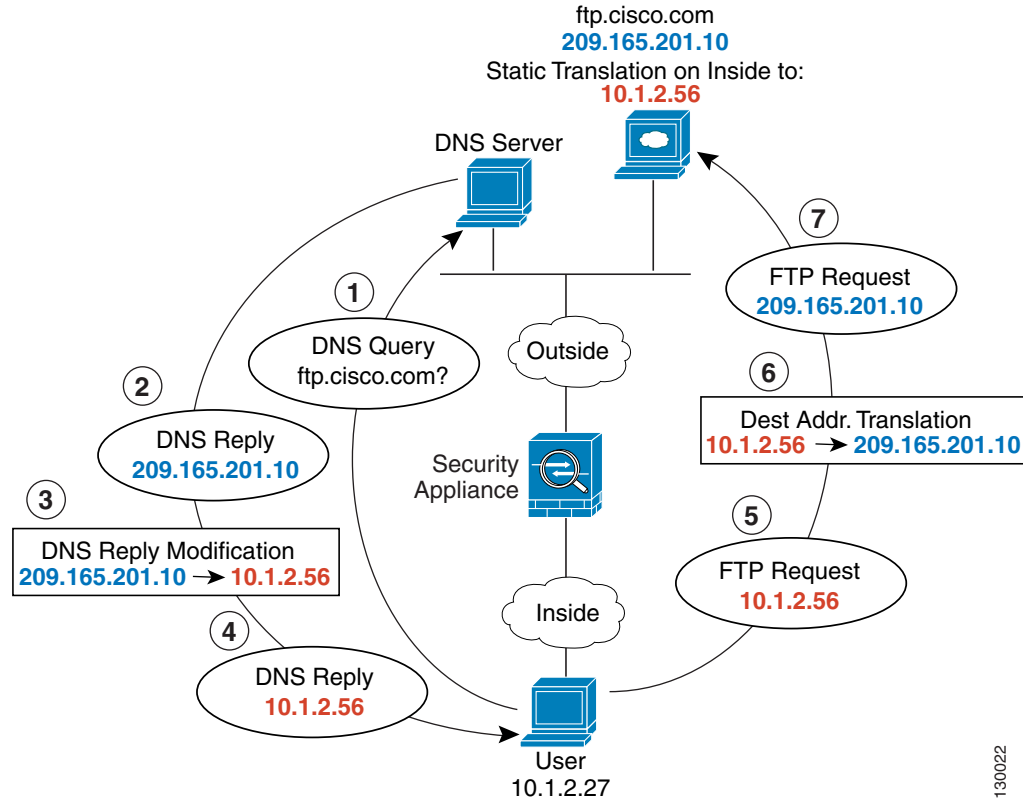 ftp.cisco.com
209.165.201.10
Static Translation on Inside to:
10.1.2.56
DNS Server
7
FTP Request
209.165.201.10
1
DNS Query
ftp.cisco.com?
Outside
2
DNS Reply
209.165.201.10
6
Dest Addr. Translation
10.1.2.56 → 209.165.201.10
Security
Appliance
3
DNS Reply Modification
209.165.201.10 → 10.1.2.56
5
FTP Request
10.1.2.56
Inside
4
DNS Reply
10.1.2.56
User
10.1.2.27
130022